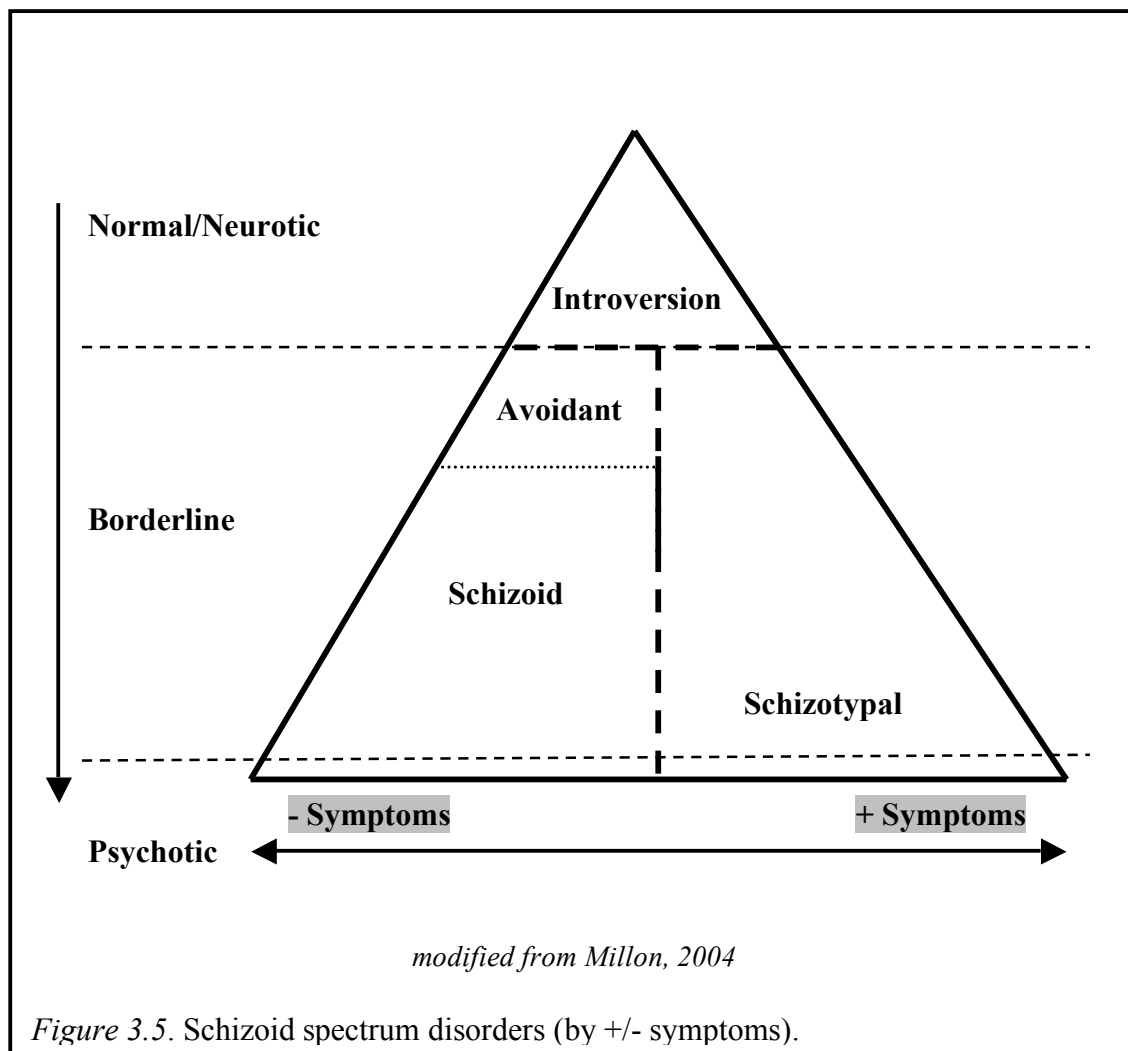 Normal/Neurotic
Introversion
Avoidant
Borderline
Schizoid
Schizotypal
- Symptoms
+ Symptoms
Psychotic
modified from Millon, 2004
Figure 3.5. Schizoid spectrum disorders (by +/- symptoms).